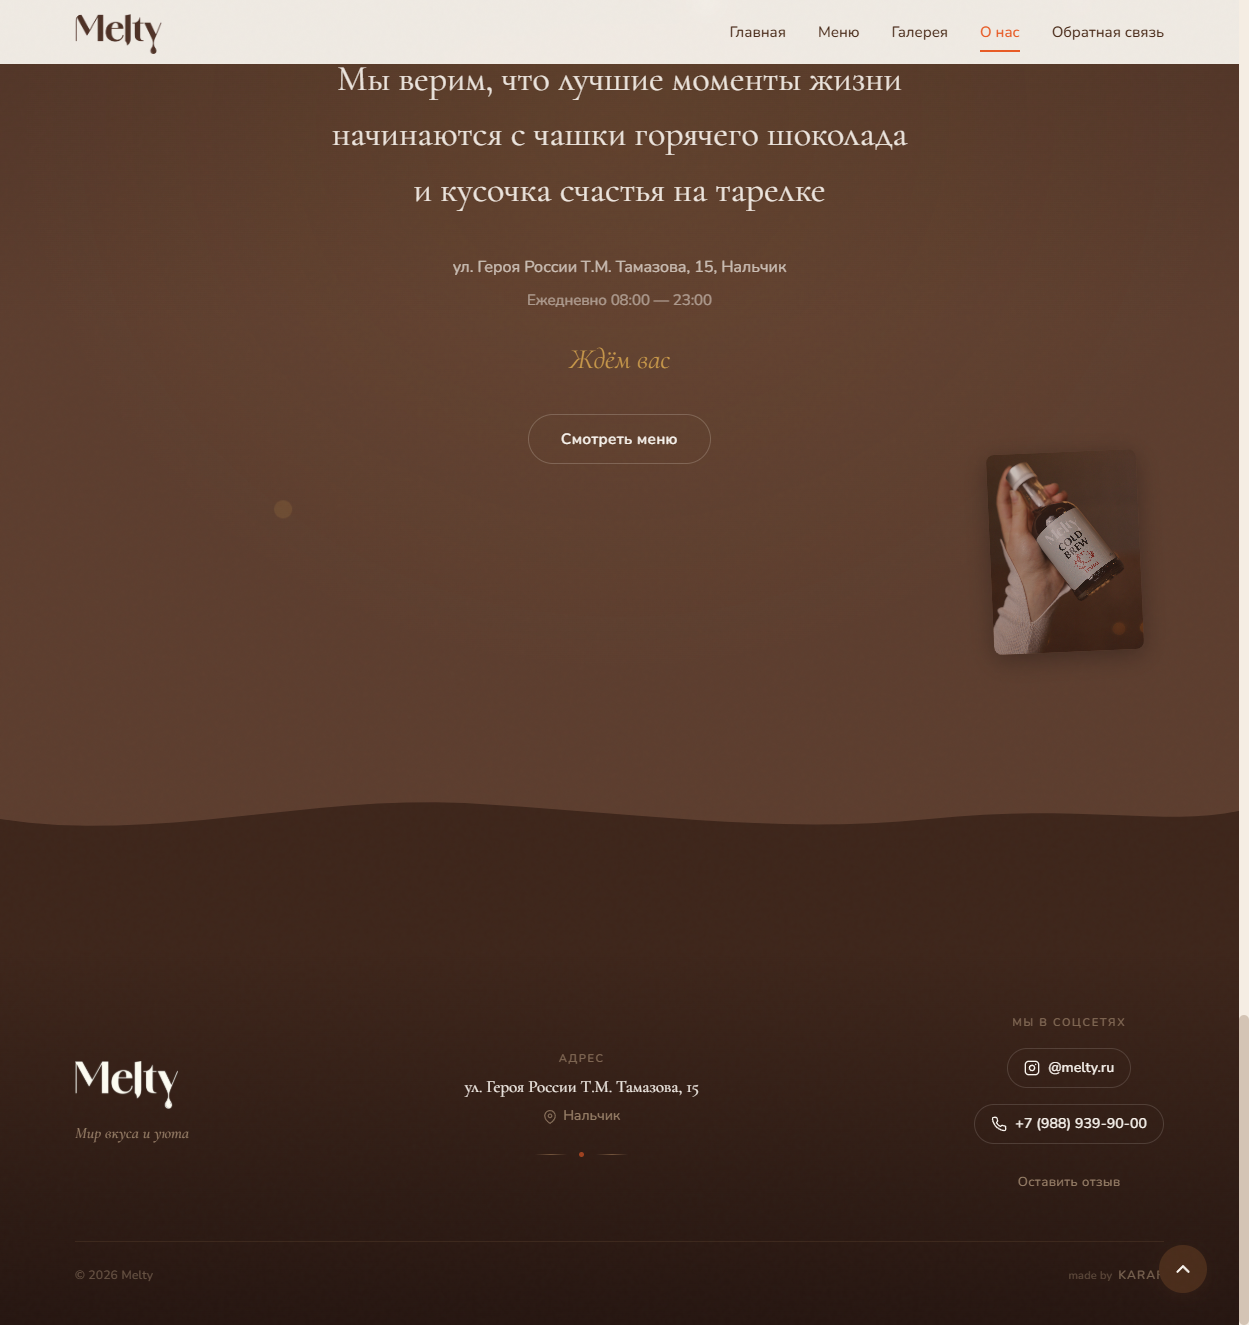 Melty
Главная
Меню
Галерея
О нас
Обратная связь
Мы верим, что лучшие моменты жизни
начинаются с чашки горячего шоколада
и кусочка счастья на тарелке
ул. Героя России Т.М. Тамазова, 15, Нальчик
Ежедневно 08:00 — 23:00
Ждём вас
Смотреть меню
Melty
COLD
BREW
Melty
Мир вкуса и уюта
АДРЕС
ул. Героя России Т.М. Тамазова, 15
Нальчик
МЫ В СОЦСЕТЯХ
@melty.ru
+7 (988) 939-90-00
Оставить отзыв
© 2026 Melty
made by